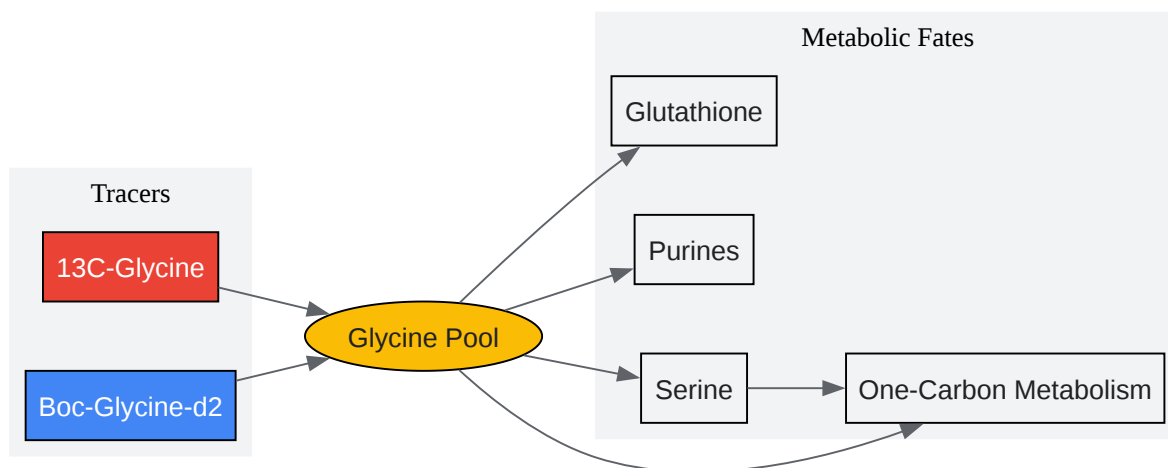 Metabolic Fates
Glutathione
Tracers
13C-Glycine
Purines
Glycine Pool
Boc-Glycine-d2
Serine
One-Carbon Metabolism